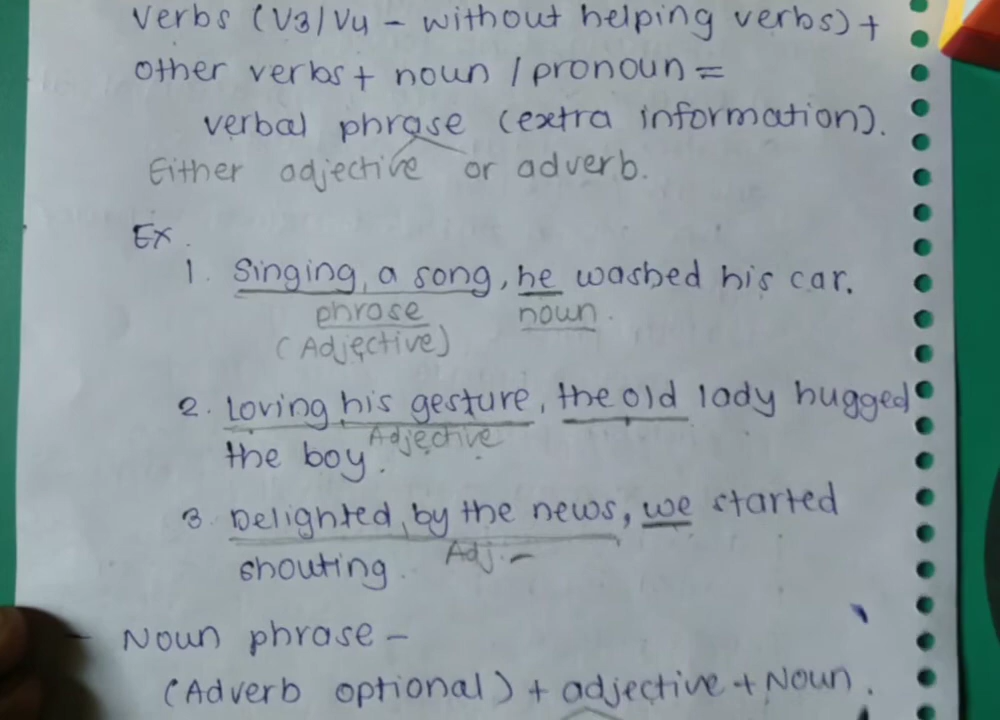 verbs (V3/V4 - without helping verbs) +
other verbs + noun / pronoun =
verbal phrase (extra information).
Either adjective or adverb.
Ex.
1. Singing, a song, he washed his car.
phrase noun.
(Adjective)
2. Loving his gesture, the old lady hugged
Adjective
the boy.
3. Delighted, by the news, we started
Adj. -
shouting.
- Noun phrase -
(Adverb optional) + adjective + Noun.